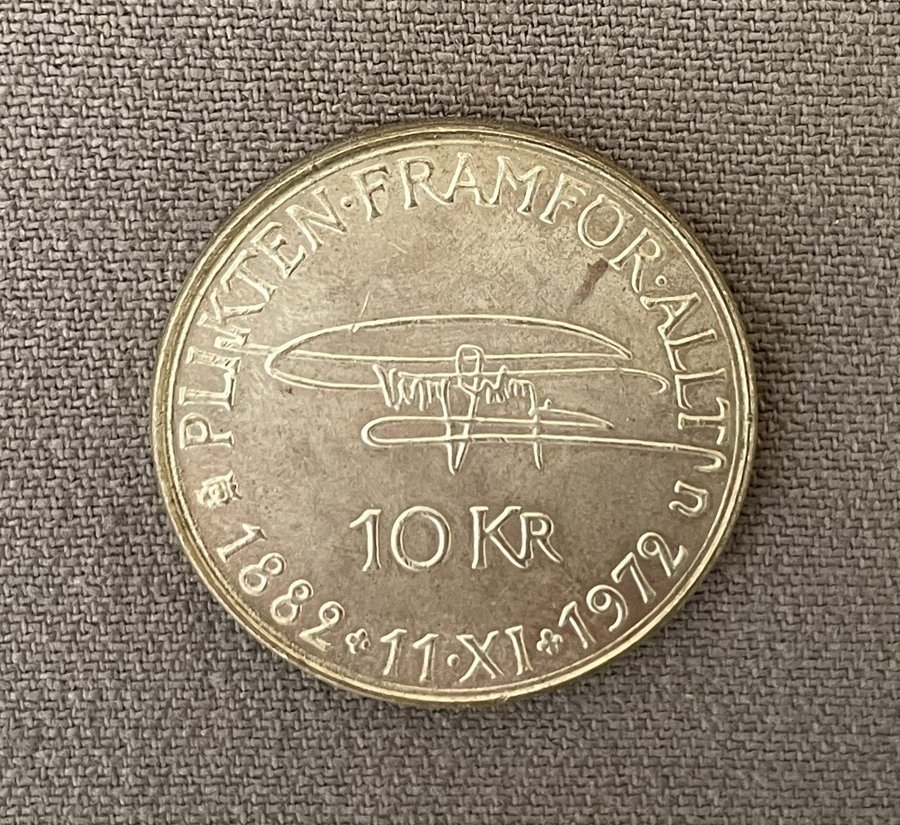 PLIKTEN·FRAMFÖR·ALLT
10 KR
U
1882 11·XI 1972